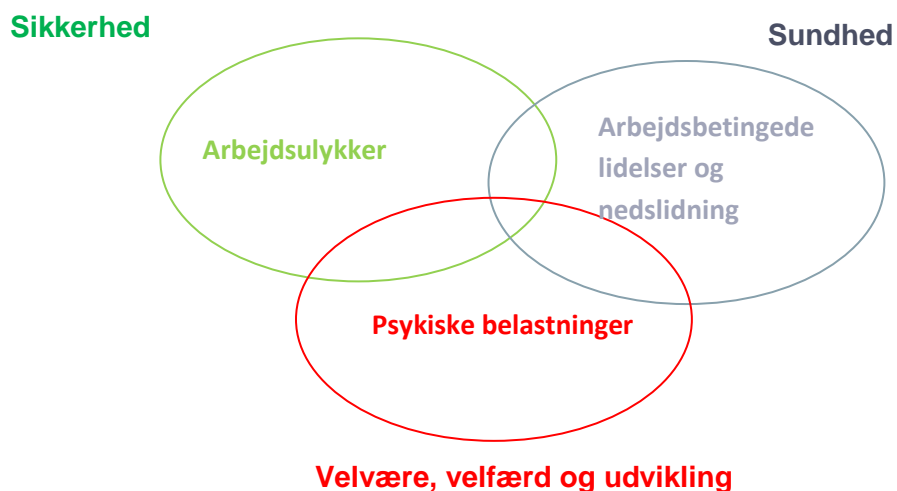 Sikkerhed
Sundhed
Arbejdsulykker
Arbejdsbetingede
lidelser og
nedslidning
Psykiske belastninger
Velvære, velfærd og udvikling